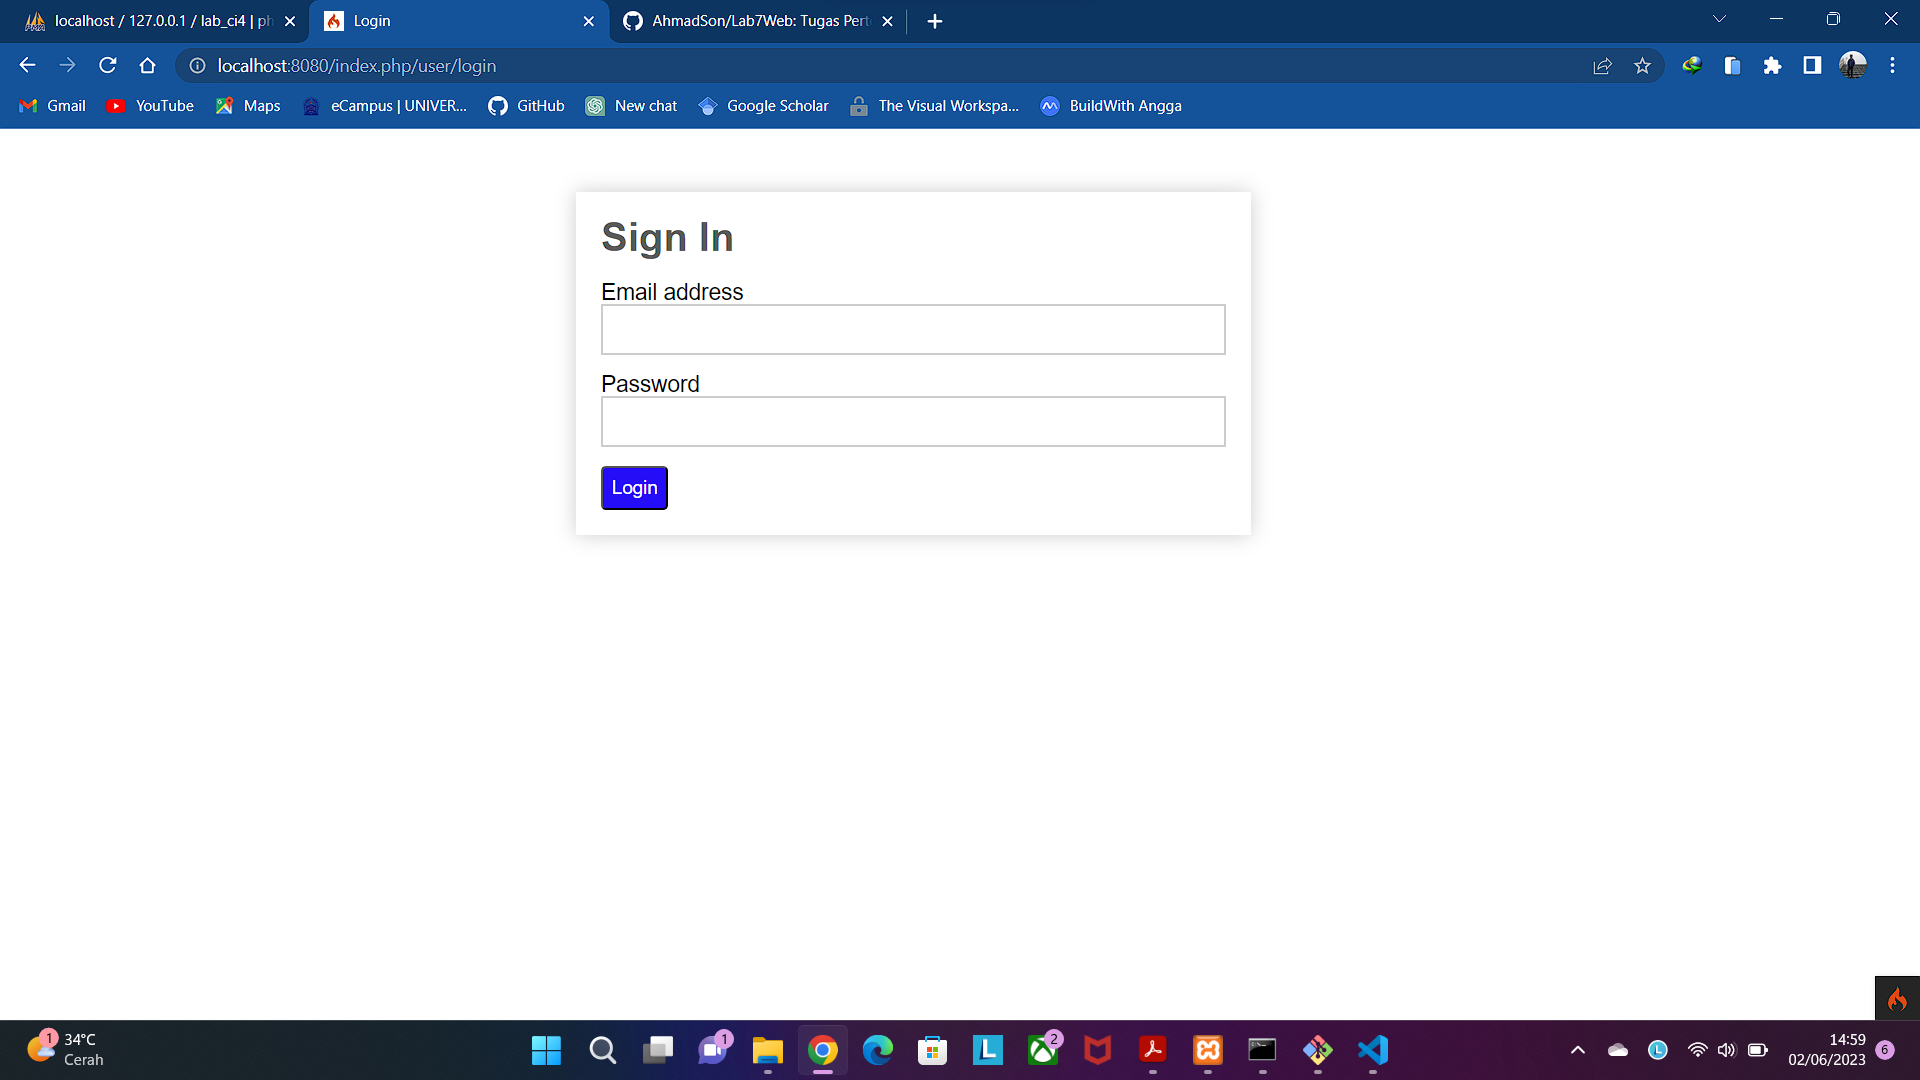 localhost / 127.0.0.1 / lab_ci4 | ph
Login
AhmadSon/Lab7Web: Tugas Pert
localhost:8080/index.php/user/login
Gmail
YouTube
Maps
eCampus | UNIVER...
GitHub
New chat
Google Scholar
The Visual Workspa...
BuildWith Angga
Sign In
Email address
Password
Login
1
34°C
Cerah
1
2
14:59
02/06/2023
6